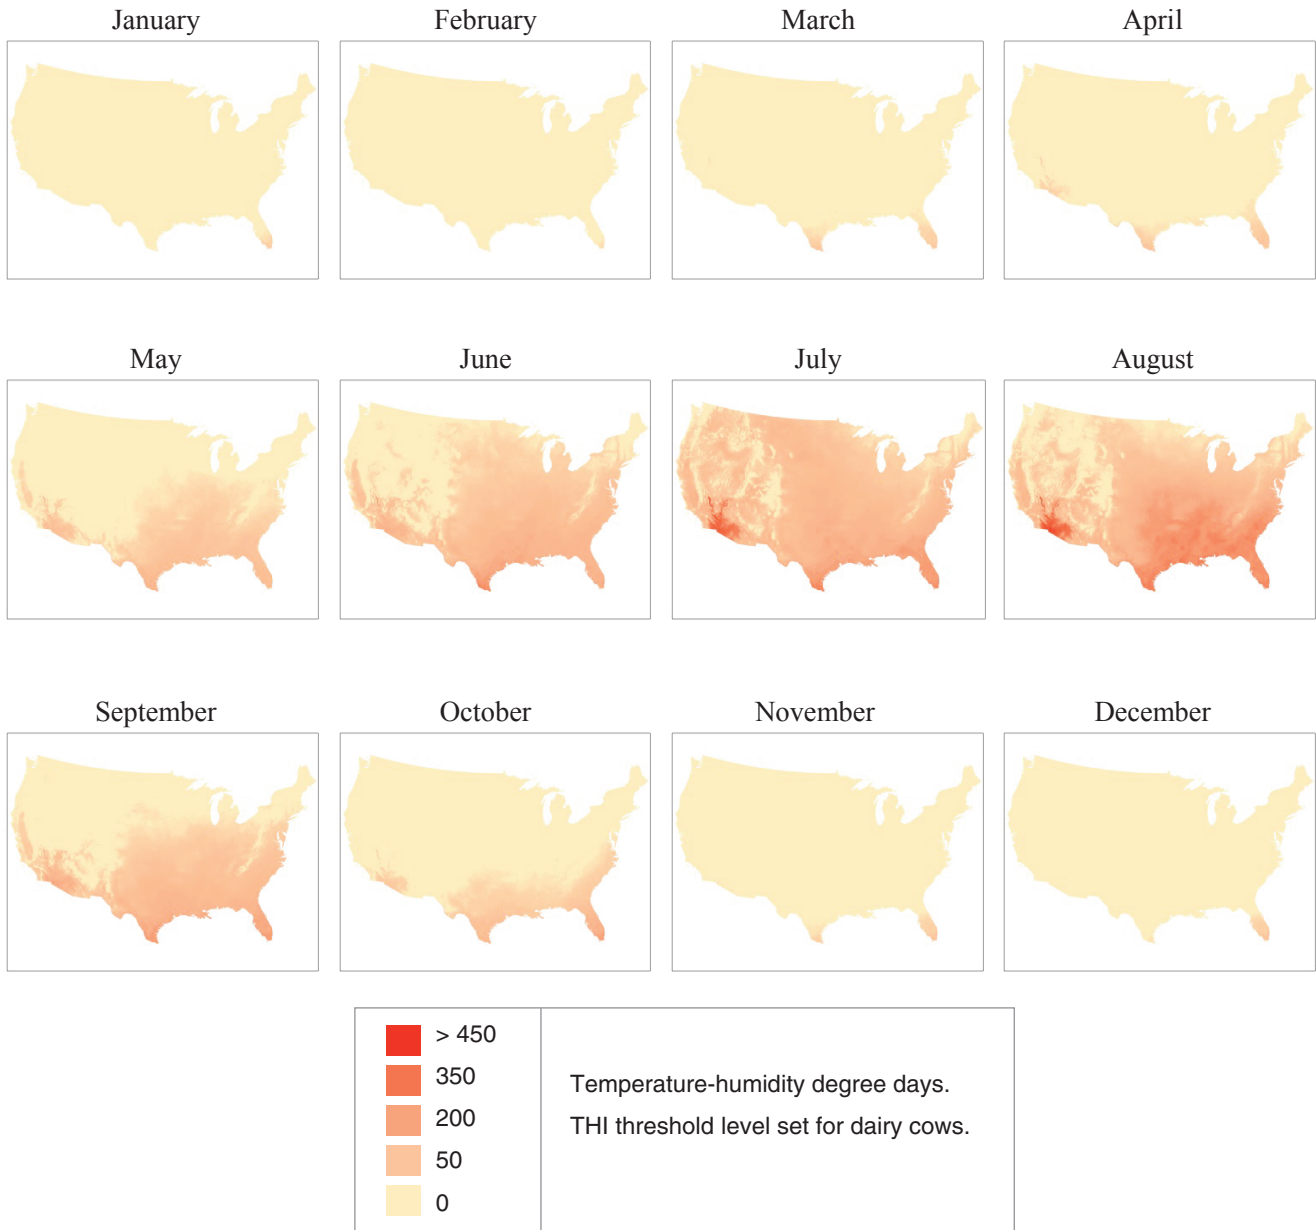 January
February
March
April
May
June
July
August
September
October
November
December
> 450
350
200
50
0
Temperature-humidity degree days.
THI threshold level set for dairy cows.